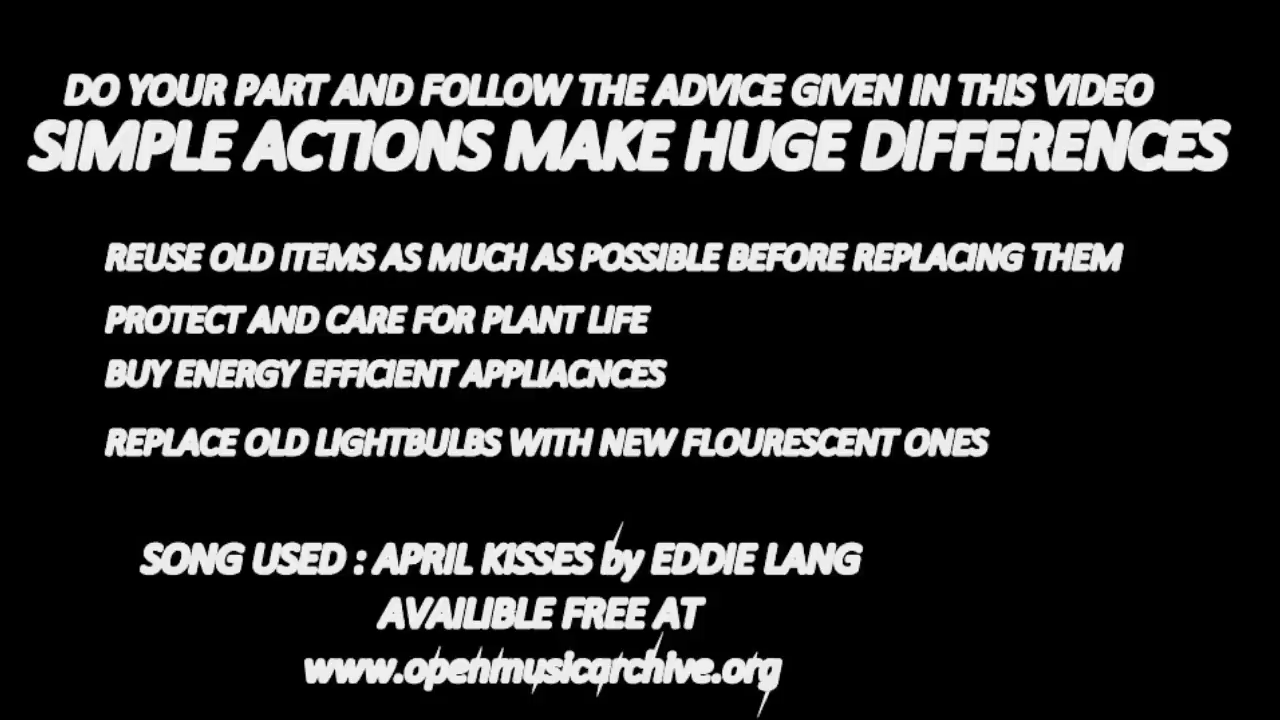 DO YOUR PART AND FOLLOW THE ADVICE GIVEN IN THIS VIDEO
SIMPLE ACTIONS MAKE HUGE DIFFERENCES
REUSE OLD ITEMS AS MUCH AS POSSIBLE BEFORE REPLACING THEM
PROTECT AND CARE FOR PLANT LIFE
BUY ENERGY EFFICIENT APPLIACNCES
REPLACE OLD LIGHTBULBS WITH NEW FLOURESCENT ONES
SONG USED : APRIL KISSES by EDDIE LANG
AVAILIBLE FREE AT
www.openmusicarchive.org